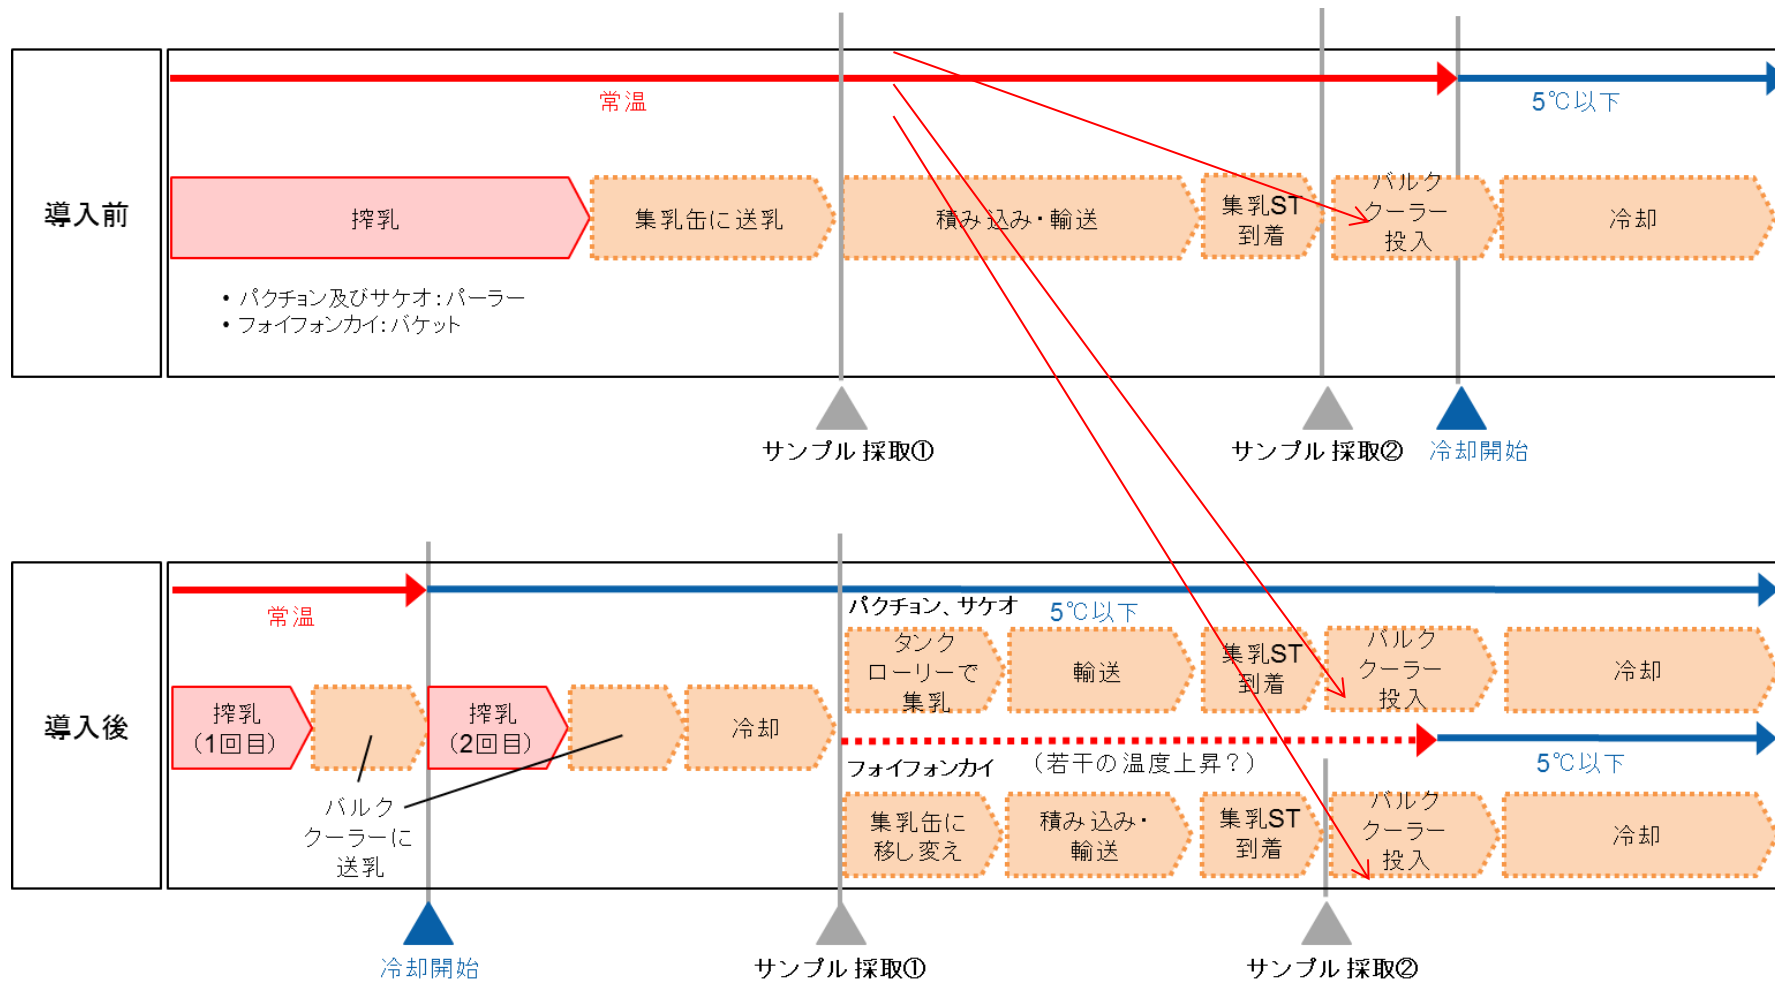 常温
5℃以下
導入前
搾乳
集乳缶に送乳
積み込み・輸送
集乳ST
到着
バルク
クーラー
投入
冷却
• パクチョン及びサケオ：パーラー
• フォイフォンカイ：バケット
サンプル採取①
サンプル採取②
冷却開始
導入後
常温
パクチョン、サケオ
5℃以下
搾乳
（1回目）
搾乳
（2回目）
冷却
バルク
クーラーに
送乳
タンク
ローリーで
集乳
輸送
集乳ST
到着
バルク
クーラー
投入
冷却
フォイフォンカイ
（若干の温度上昇？）
5℃以下
集乳缶に
移し変え
積み込み・
輸送
集乳ST
到着
バルク
クーラー
投入
冷却
冷却開始
サンプル採取①
サンプル採取②